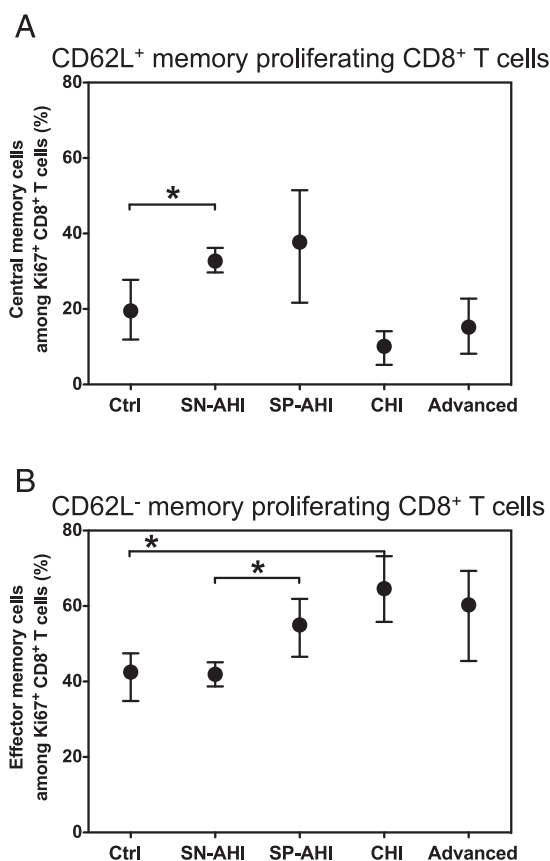 A
CD62L⁺ memory proliferating CD8⁺ T cells
Central memory cells
among Ki67⁺ CD8⁺ T cells (%)
80
60
40
20
0
*
Ctrl SN-AHI SP-AHI CHI Advanced
B
CD62L⁻ memory proliferating CD8⁺ T cells
Effector memory cells
among Ki67⁺ CD8⁺ T cells (%)
80
60
40
20
0
*
*
Ctrl SN-AHI SP-AHI CHI Advanced